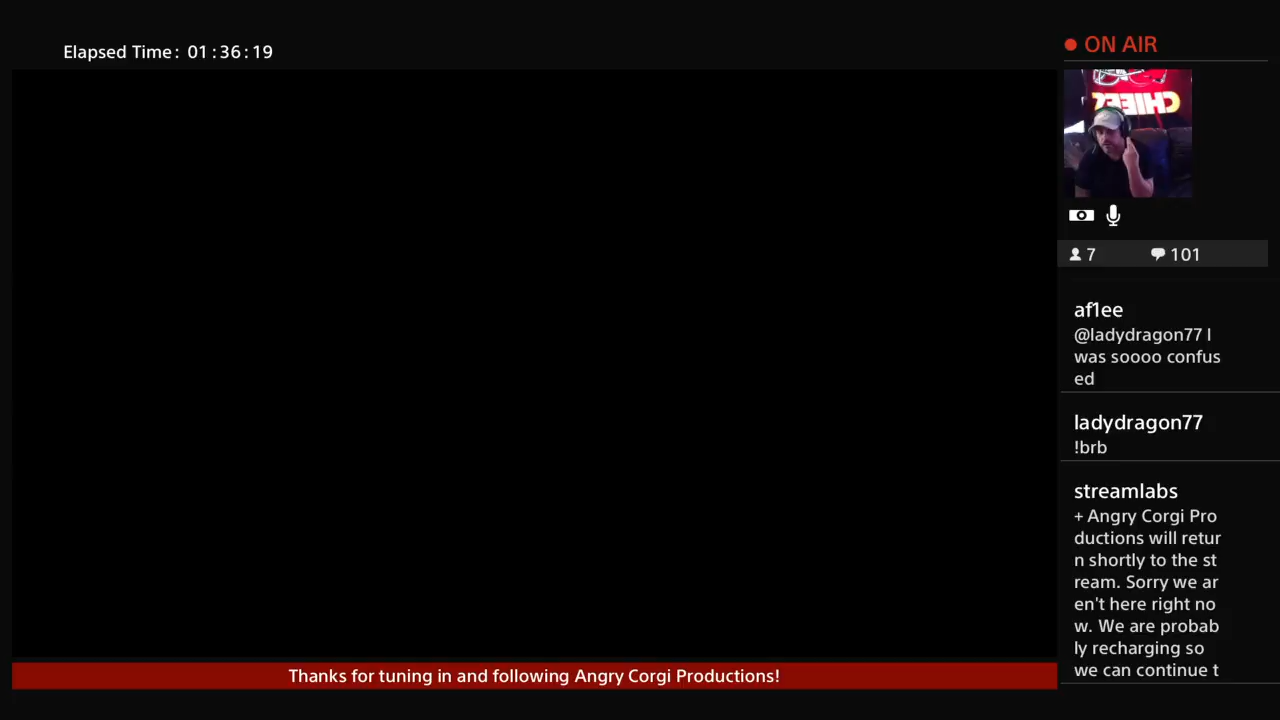 Elapsed Time: 01:36:19
ON AIR
CHIEFS
7 101
af1ee
@ladydragon77 I
was soooo confus
ed
ladydragon77
!brb
streamlabs
+ Angry Corgi Pro
ductions will retur
n shortly to the st
ream. Sorry we ar
en't here right no
w. We are probab
ly recharging so
we can continue t
Thanks for tuning in and following Angry Corgi Productions!